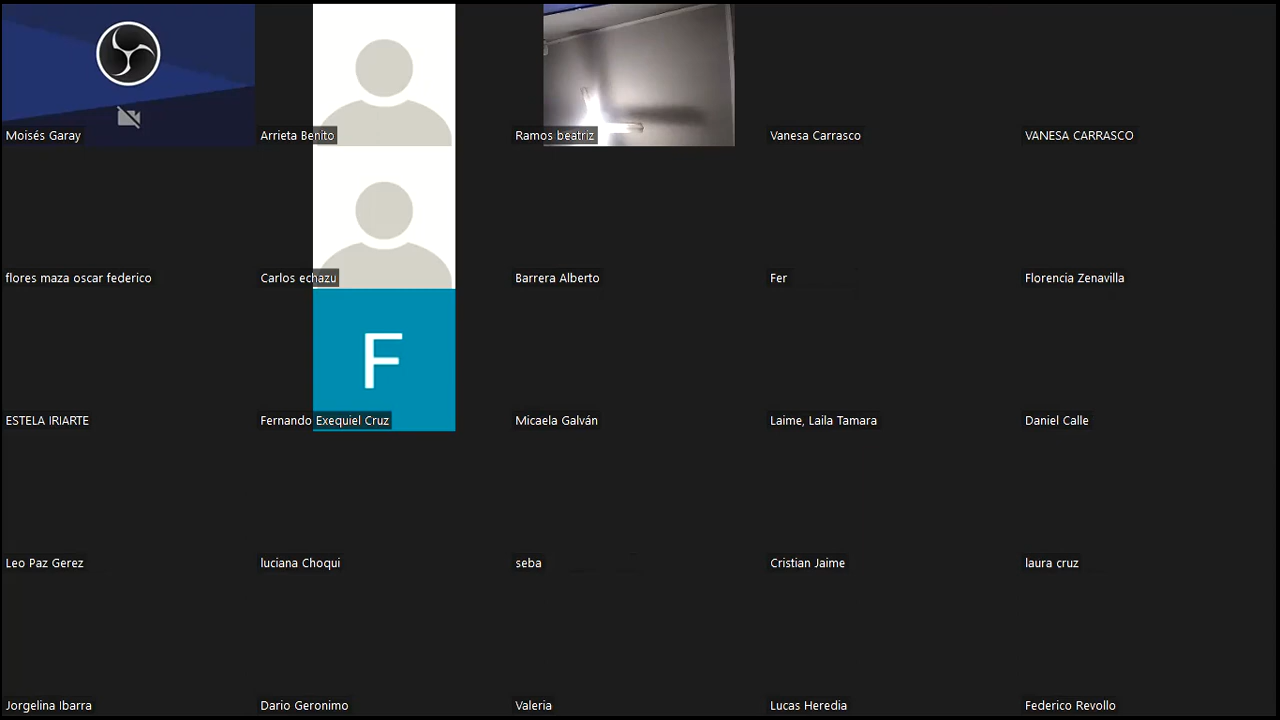 Moisés Garay
Arrieta Benito
Ramos beatriz
Vanesa Carrasco
VANESA CARRASCO
flores maza oscar federico
Carlos echazu
Barrera Alberto
Fer
Florencia Zenavilla
F
ESTELA IRIARTE
Fernando Exequiel Cruz
Micaela Galván
Laime, Laila Tamara
Daniel Calle
Leo Paz Gerez
luciana Choqui
seba
Cristian Jaime
laura cruz
Jorgelina Ibarra
Dario Geronimo
Valeria
Lucas Heredia
Federico Revollo